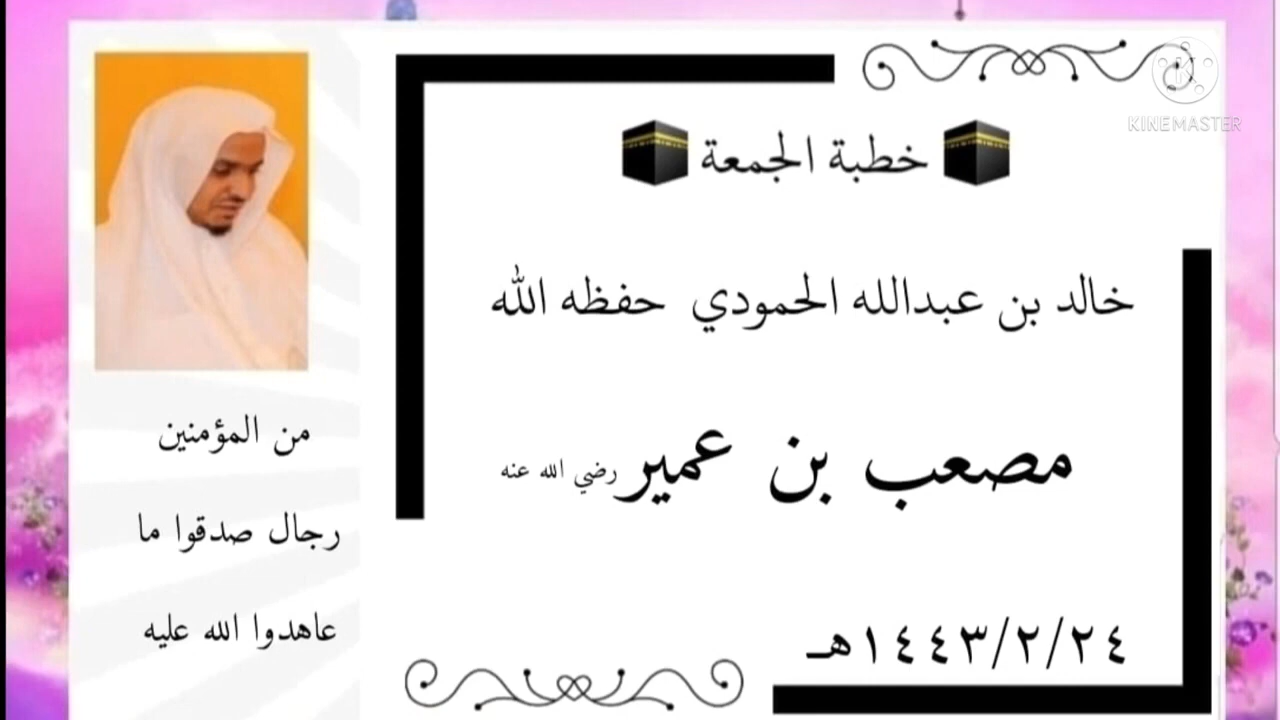 KINEMASTER
خطبة الجمعة
خالد بن عبدالله الحمودي حفظه الله
مصعب بن عمير رضي الله عنه
١٤٤٣/٢/٢٤هـ
من المؤمنين
رجال صدقوا ما
عاهدوا الله عليه